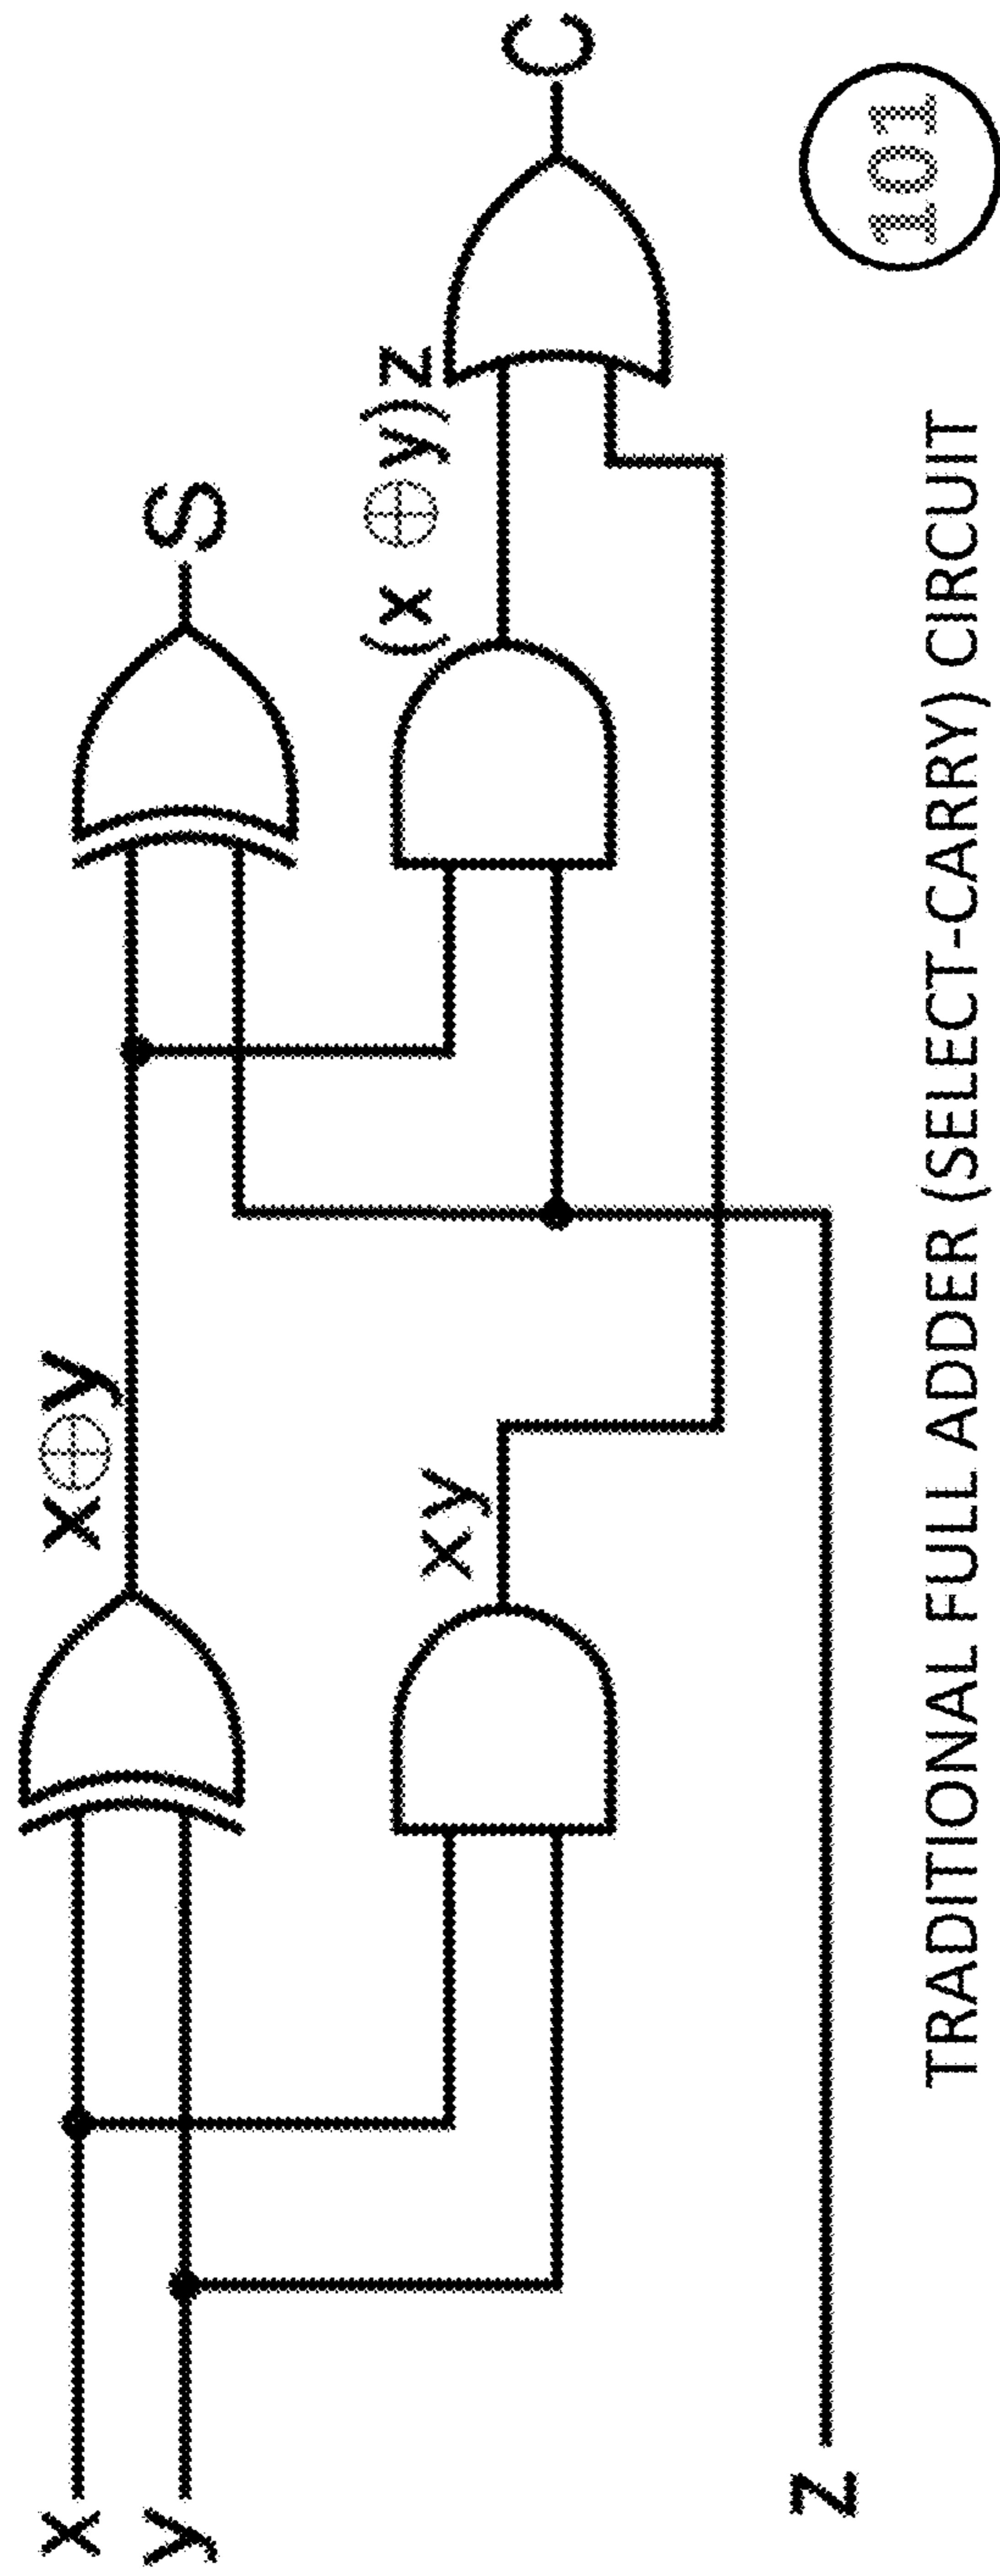 x
y
x⊕y
S
xy
(x ⊕ y)z
C
z
TRADITIONAL FULL ADDER (SELECT-CARRY) CIRCUIT
101